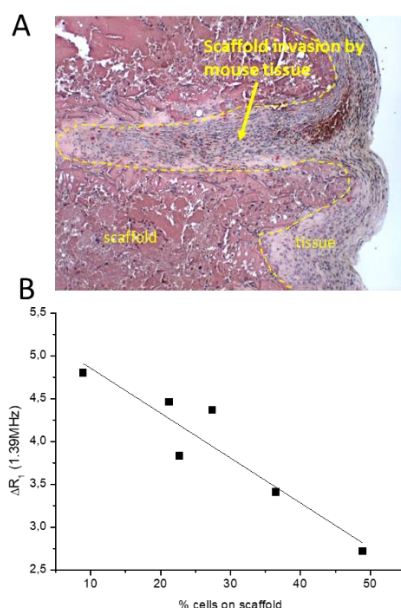 A
Scaffold invasion by
mouse tissue
scaffold
tissue
B
5,5
5,0
4,5
4,0
3,5
3,0
2,5
ΔR₁ (1.39MHz)
10
20
30
40
50
% cells on scaffold